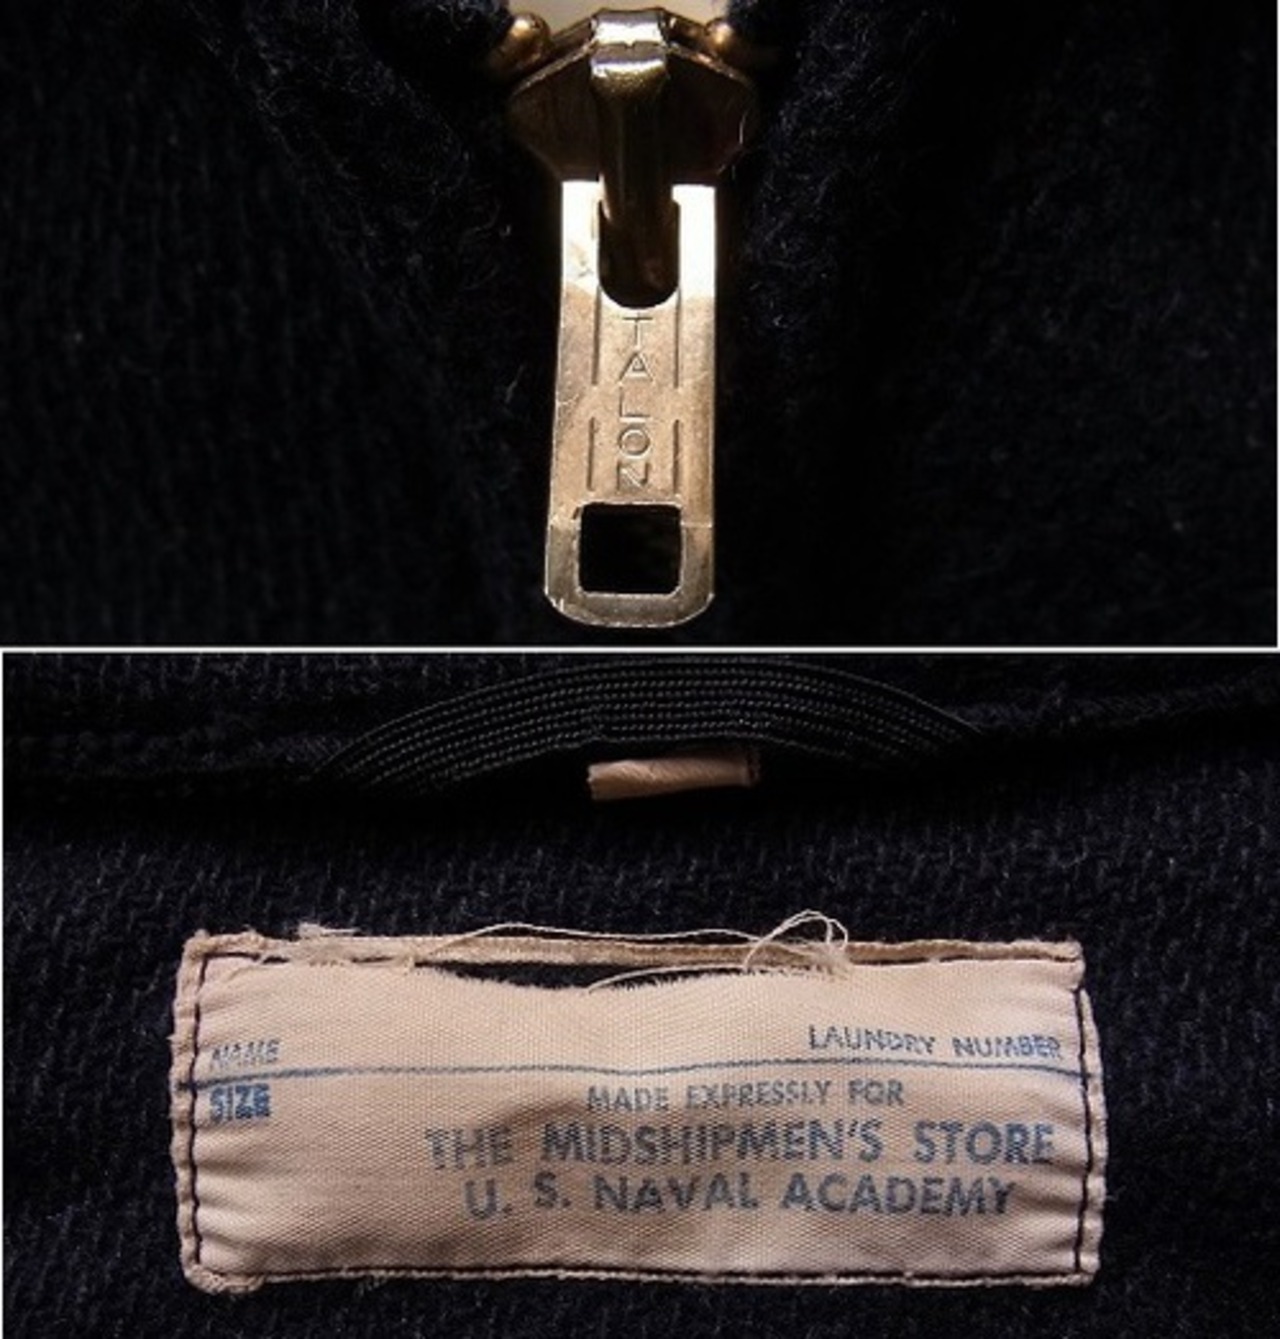 TALON
NAME LAUNDRY NUMBER
SIZE MADE EXPRESSLY FOR
THE MIDSHIPMEN'S STORE
U. S. NAVAL ACADEMY